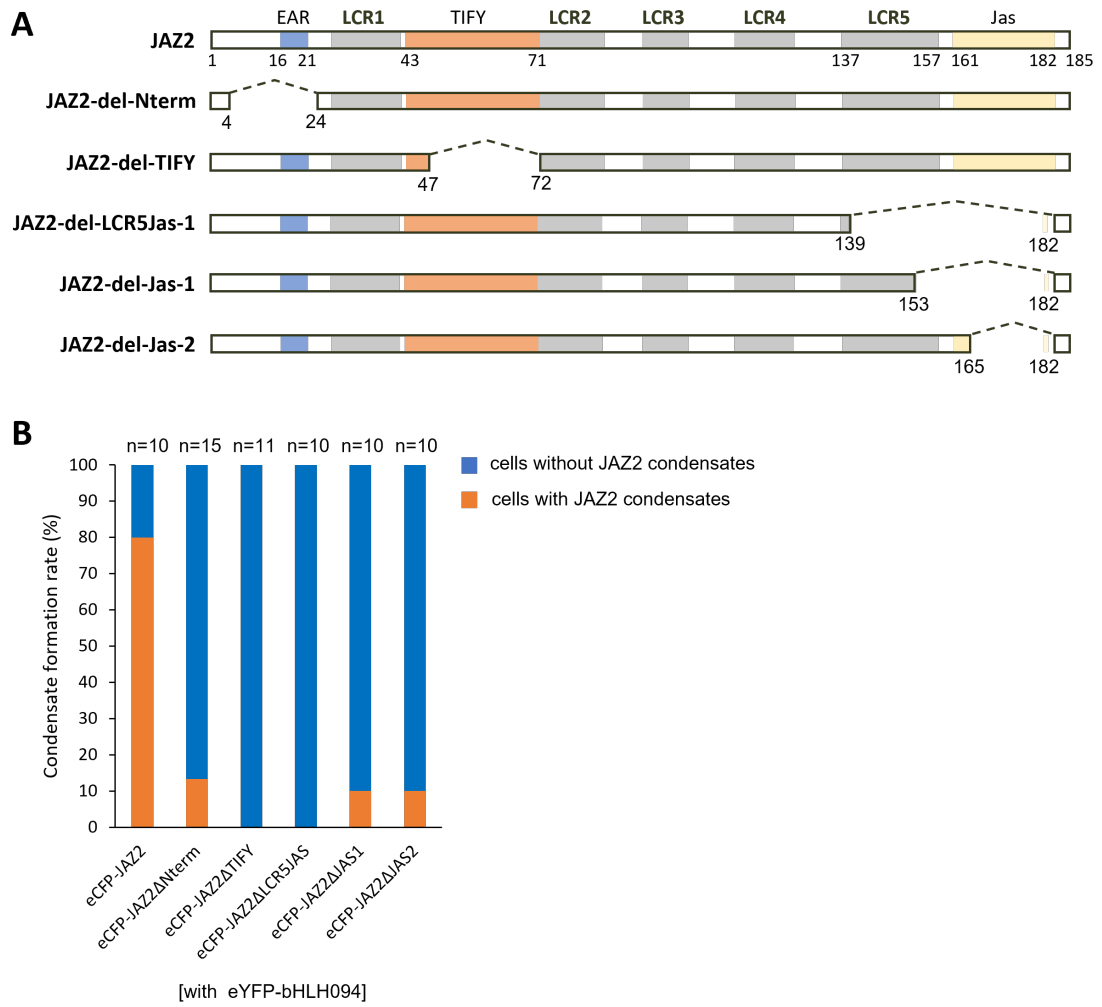 A
EAR LCR1 TIFY LCR2 LCR3 LCR4 LCR5 Jas
JAZ2
1 16 21 43 71 137 157 161 182 185
JAZ2-del-Nterm
4 24
JAZ2-del-TIFY
47 72
JAZ2-del-LCR5Jas-1
139 182
JAZ2-del-Jas-1
153 182
JAZ2-del-Jas-2
165 182
B
n=10 n=15 n=11 n=10 n=10 n=10
cells without JAZ2 condensates
cells with JAZ2 condensates
Condensate formation rate (%)
100
90
80
70
60
50
40
30
20
10
0
eCFP-JAZ2
eCFP-JAZ2ΔNterm
eCFP-JAZ2ΔTIFY
eCFP-JAZ2ΔLCR5JAS
eCFP-JAZ2ΔJAS1
eCFP-JAZ2ΔJAS2
[with eYFP-bHLH094]